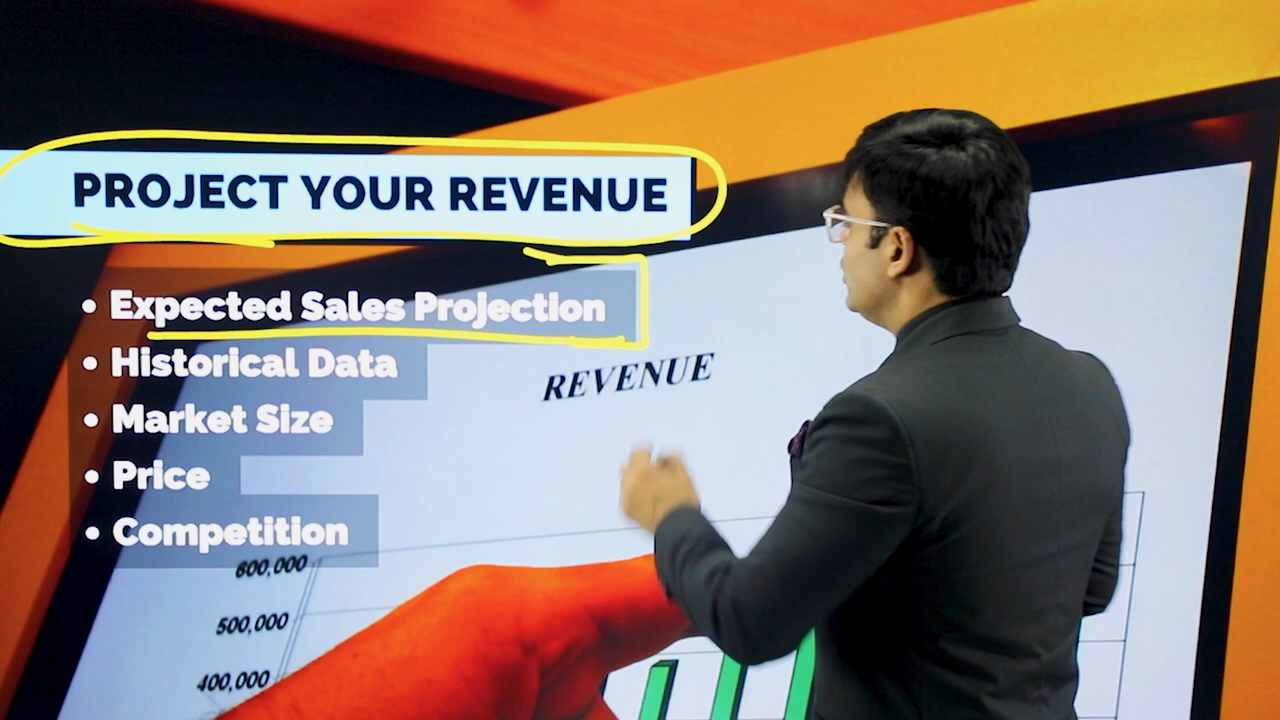 PROJECT YOUR REVENUE
• Expected Sales Projection
• Historical Data
• Market Size
• Price
• Competition
REVENUE
600,000
500,000
400,000